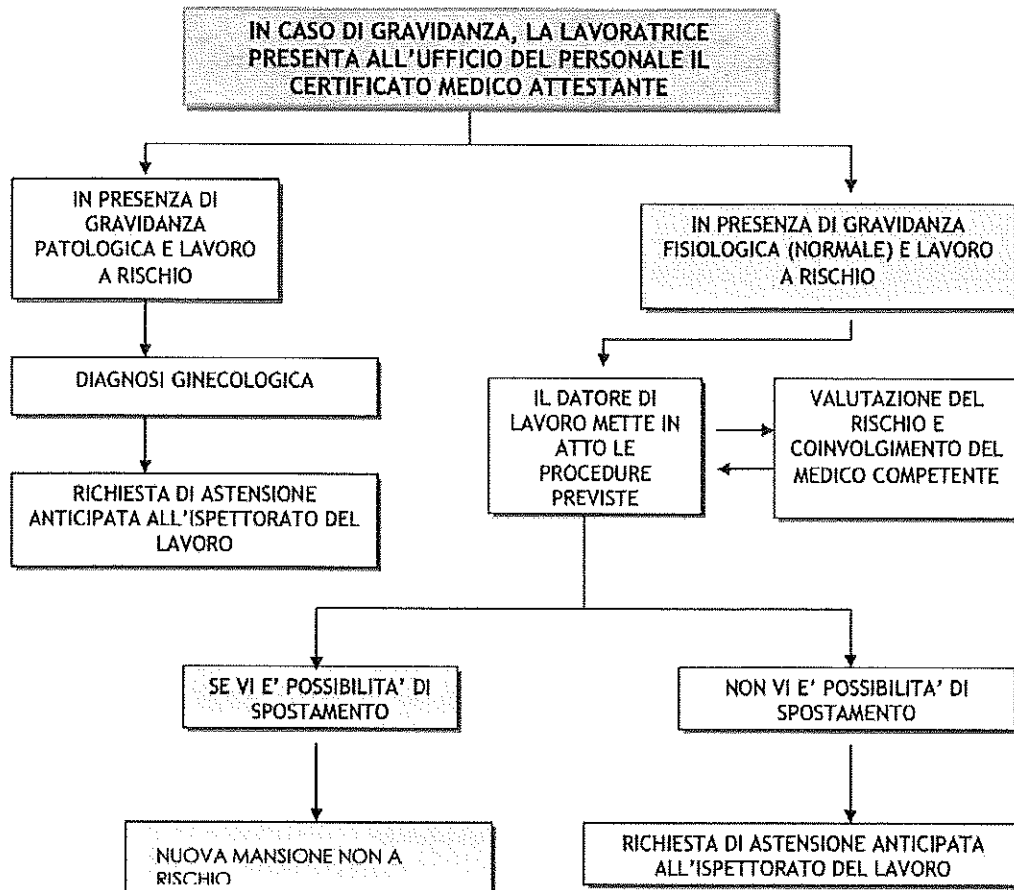 IN CASO DI GRAVIDANZA, LA LAVORATRICE
PRESENTA ALL'UFFICIO DEL PERSONALE IL
CERTIFICATO MEDICO ATTESTANTE
IN PRESENZA DI
GRAVIDANZA
PATOLOGICA E LAVORO
A RISCHIO
IN PRESENZA DI GRAVIDANZA
FISIOLOGICA (NORMALE) E LAVORO
A RISCHIO
DIAGNOSI GINECOLOGICA
RICHIESTA DI ASTENSIONE
ANTICIPATA ALL'ISPETTORATO DEL
LAVORO
IL DATORE DI
LAVORO METTE IN
ATTO LE
PROCEDURE
PREVISTE
VALUTAZIONE DEL
RISCHIO E
COINVOLGIMENTO DEL
MEDICO COMPETENTE
SE VI E' POSSIBILITA' DI
SPOSTAMENTO
NON VI E' POSSIBILITA' DI
SPOSTAMENTO
NUOVA MANSIONE NON A
RISCHIO
RICHIESTA DI ASTENSIONE ANTICIPATA
ALL'ISPETTORATO DEL LAVORO